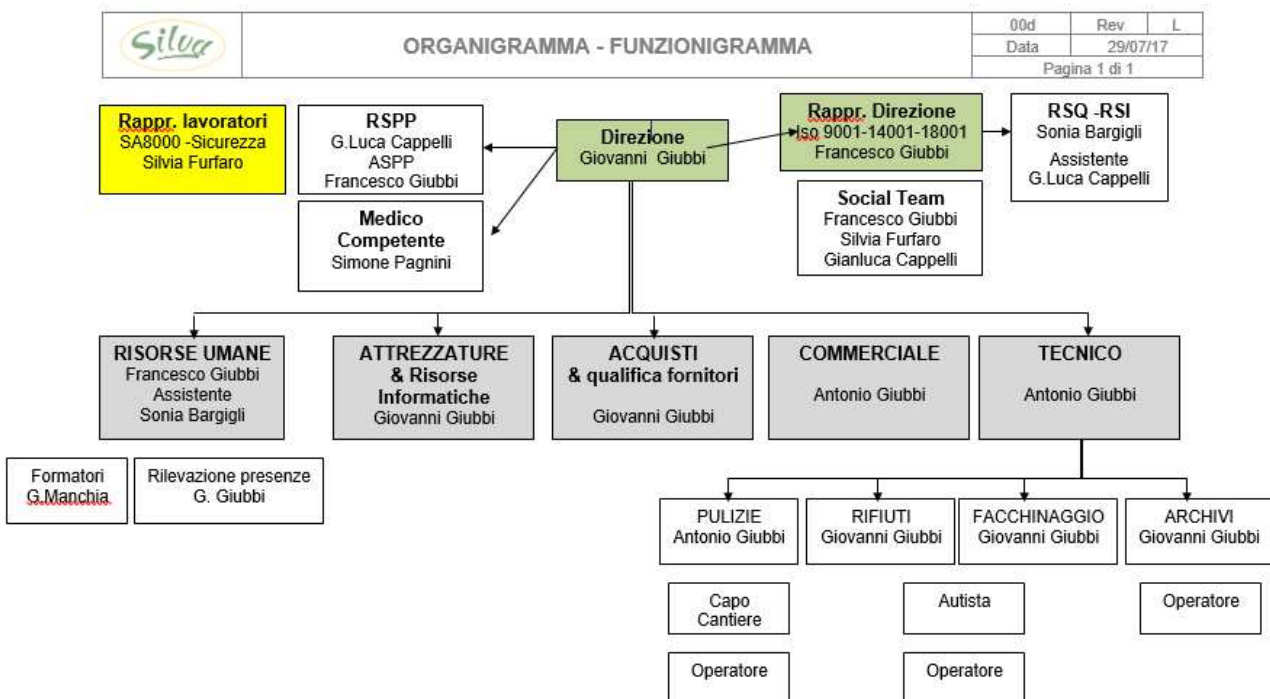 Silva
ORGANIGRAMMA - FUNZIONIGRAMMA
00d Rev L
Data 29/07/17
Pagina 1 di 1
Rappr. lavoratori
SA8000 -Sicurezza
Silvia Furfaro
RSPP
G.Luca Cappelli
ASPP
Francesco Giubbi
Direzione
Giovanni Giubbi
Rappr. Direzione
Iso 9001-14001-18001
Francesco Giubbi
RSQ -RSI
Sonia Bargigli
Assistente
G.Luca Cappelli
Medico
Competente
Simone Pagnini
Social Team
Francesco Giubbi
Silvia Furfaro
Gianluca Cappelli
RISORSE UMANE
Francesco Giubbi
Assistente
Sonia Bargigli
ATTREZZATURE
& Risorse
Informatiche
Giovanni Giubbi
ACQUISTI
& qualifica fornitori
Giovanni Giubbi
COMMERCIALE
Antonio Giubbi
TECNICO
Antonio Giubbi
Formatori
G.Manchia
Rilevazione presenze
G. Giubbi
PULIZIE
Antonio Giubbi
RIFIUTI
Giovanni Giubbi
FACCHINAGGIO
Giovanni Giubbi
ARCHIVI
Giovanni Giubbi
Capo
Cantiere
Autista
Operatore
Operatore
Operatore